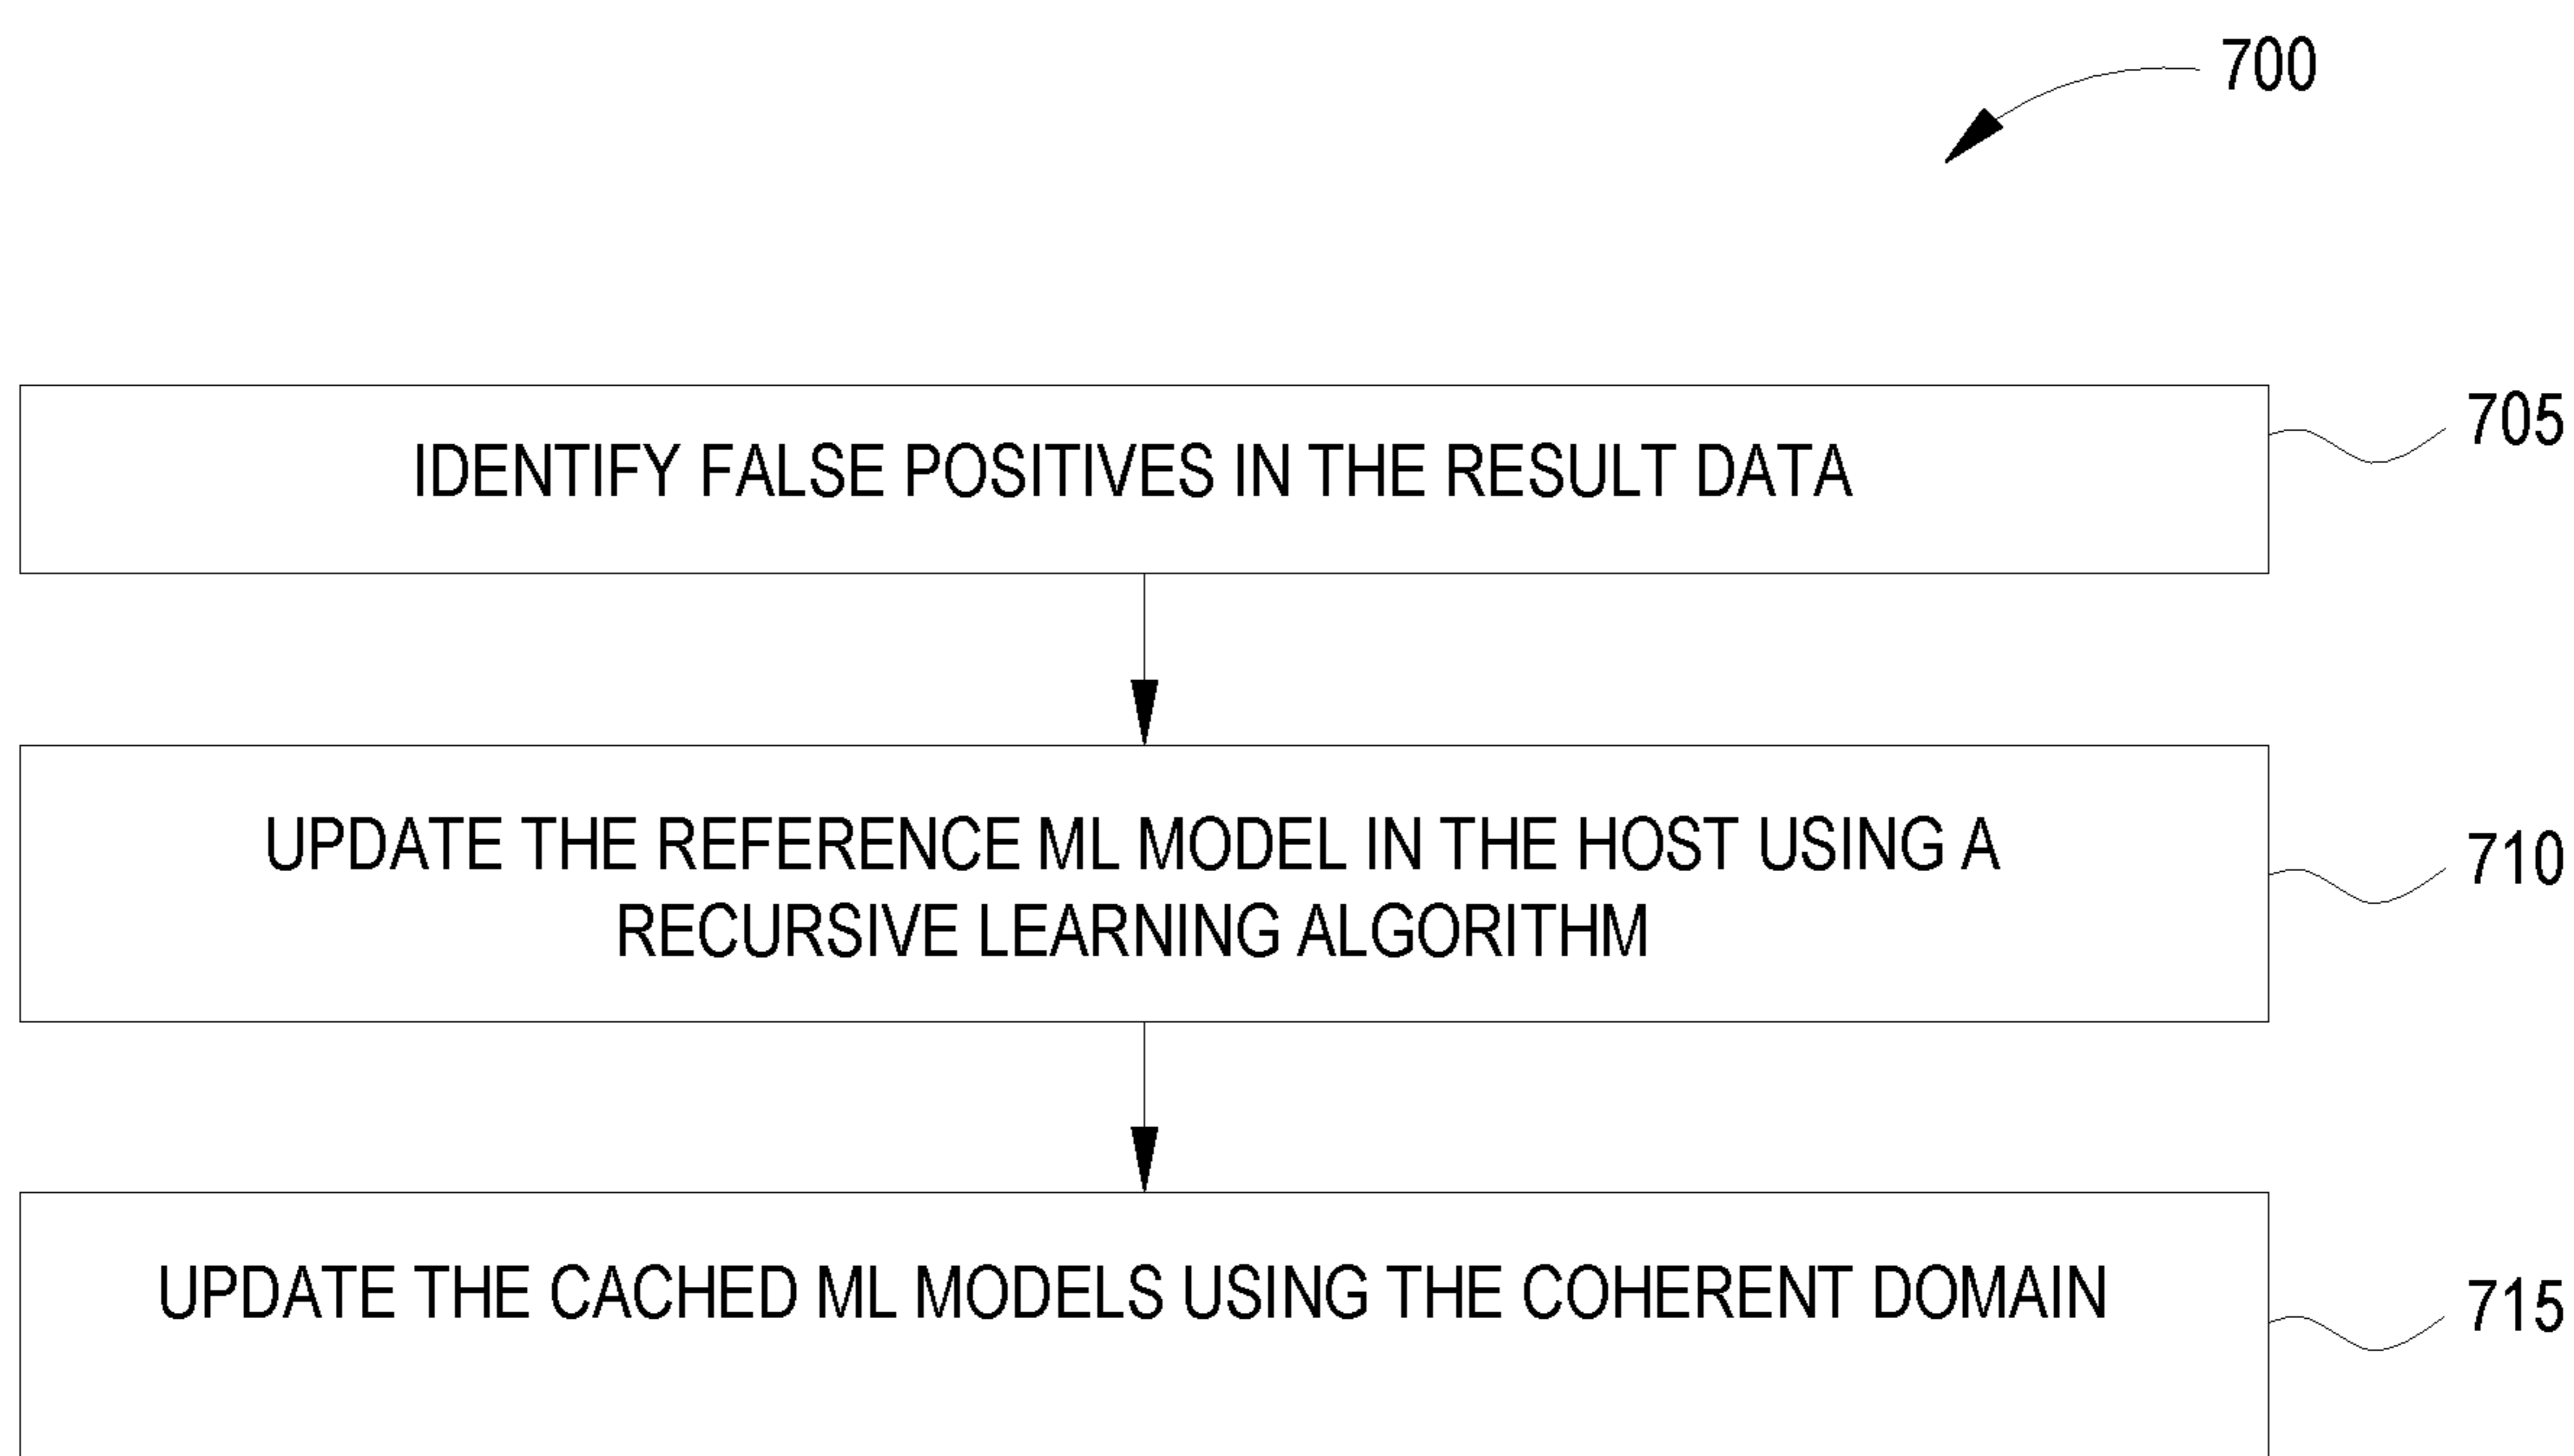 700
IDENTIFY FALSE POSITIVES IN THE RESULT DATA
705
UPDATE THE REFERENCE ML MODEL IN THE HOST USING A
RECURSIVE LEARNING ALGORITHM
710
UPDATE THE CACHED ML MODELS USING THE COHERENT DOMAIN
715